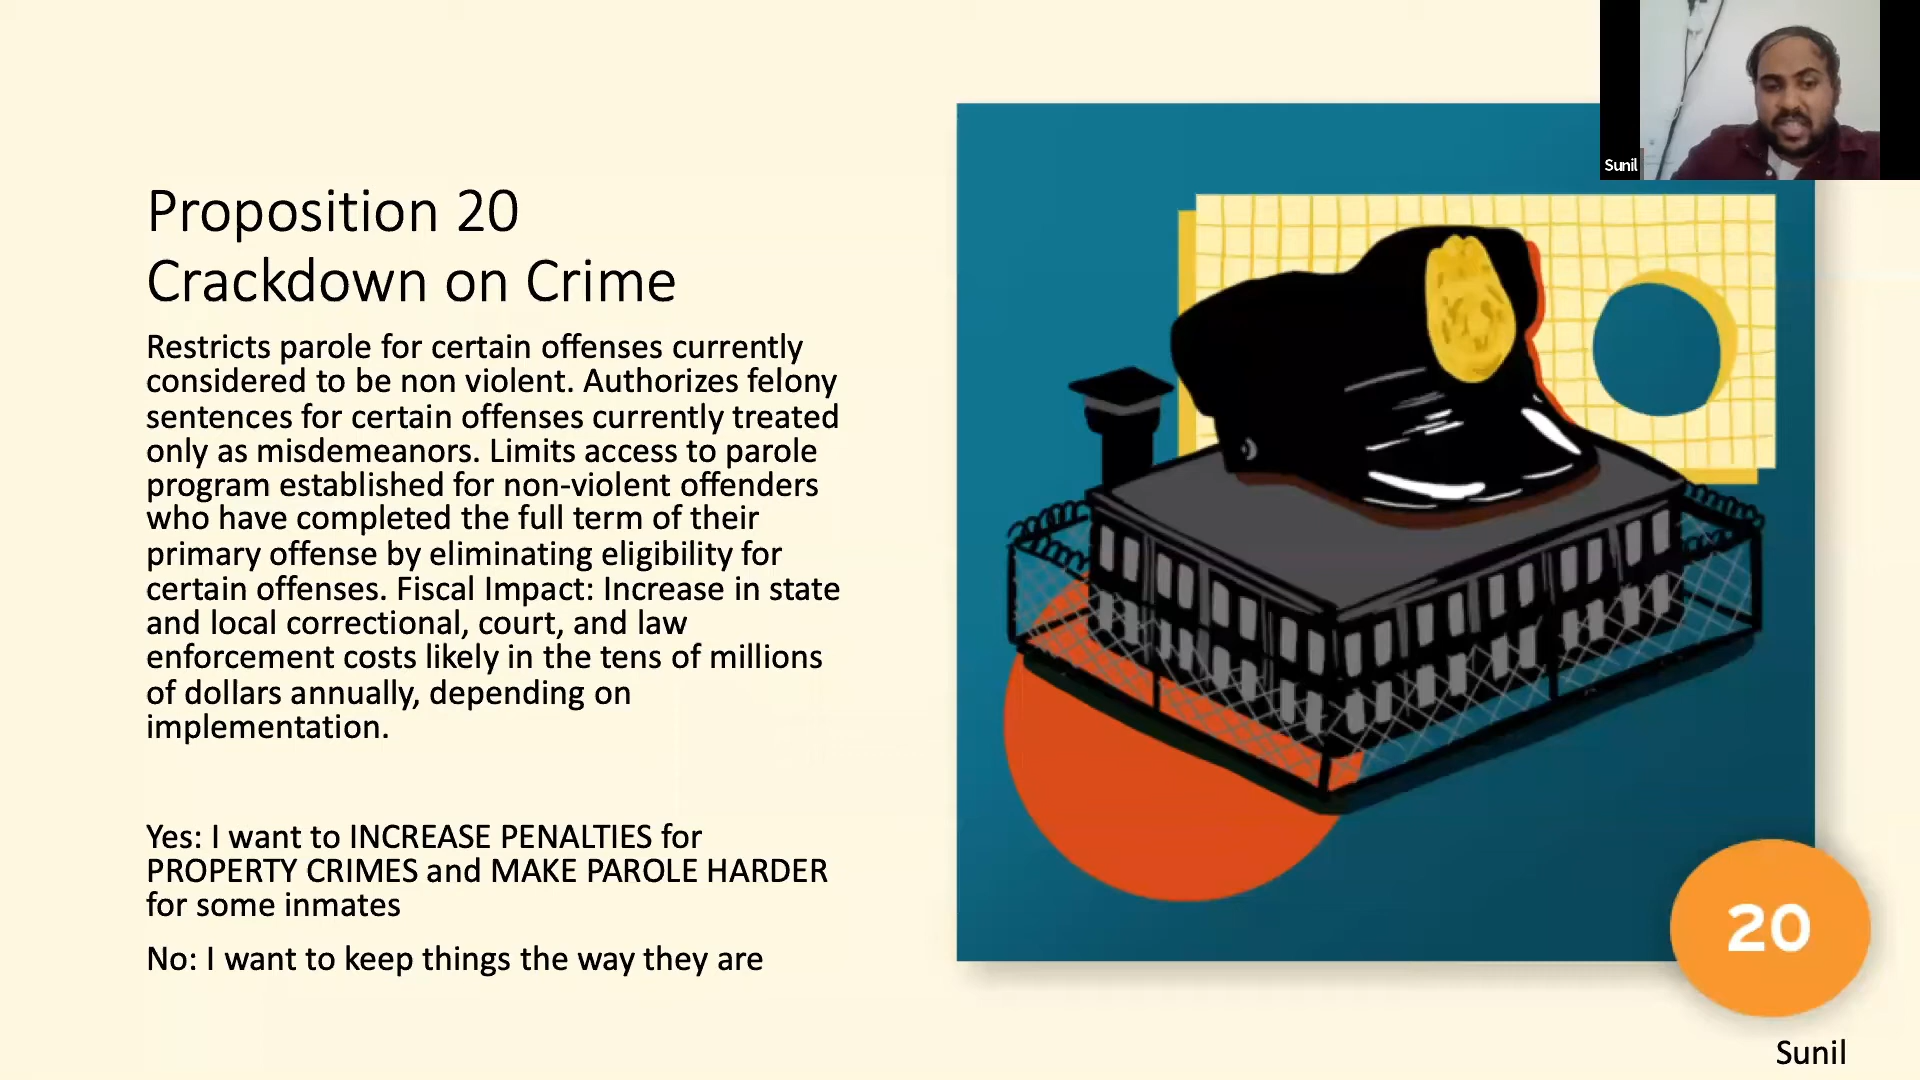 Sunil
Proposition 20
Crackdown on Crime
Restricts parole for certain offenses currently
considered to be non violent. Authorizes felony
sentences for certain offenses currently treated
only as misdemeanors. Limits access to parole
program established for non-violent offenders
who have completed the full term of their
primary offense by eliminating eligibility for
certain offenses. Fiscal Impact: Increase in state
and local correctional, court, and law
enforcement costs likely in the tens of millions
of dollars annually, depending on
implementation.
Yes: I want to INCREASE PENALTIES for
PROPERTY CRIMES and MAKE PAROLE HARDER
for some inmates
No: I want to keep things the way they are
20
Sunil